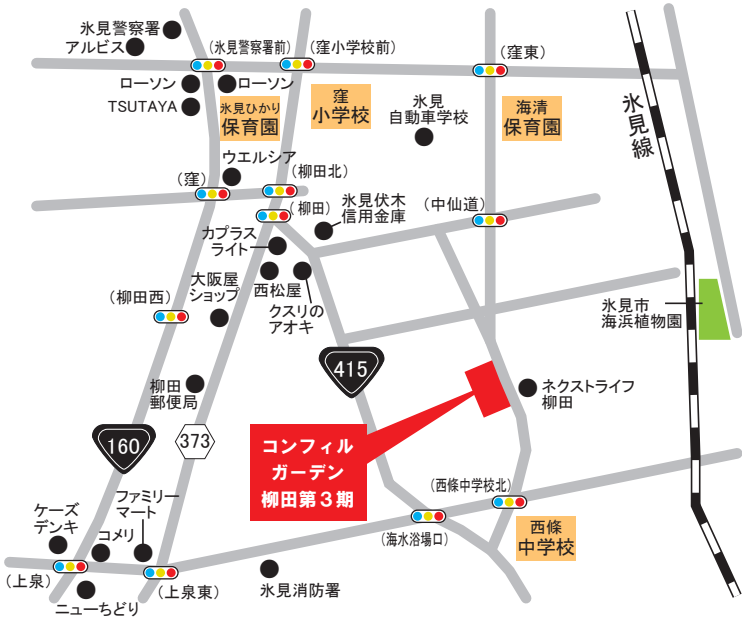 氷見警察署
アルビス
(氷見警察署前)
(窪小学校前)
(窪東)
ローソン
ローソン
TSUTAYA
氷見ひかり
保育園
窪
小学校
氷見
自動車学校
海清
保育園
氷見線
ウエルシア
(窪)
(柳田北)
(柳田)
氷見伏木
信用金庫
(中仙道)
カプラス
ライト
大阪屋
ショップ
西松屋
クスリの
アオキ
(柳田西)
氷見市
海浜植物園
415
柳田
郵便局
ネクストライフ
柳田
160
373
コンフィル
ガーデン
柳田第3期
ケーズ
デンキ
ファミリー
マート
コメリ
(西條中学校北)
西條
中学校
(海水浴場口)
(上泉)
(上泉東)
氷見消防署
ニューちどり